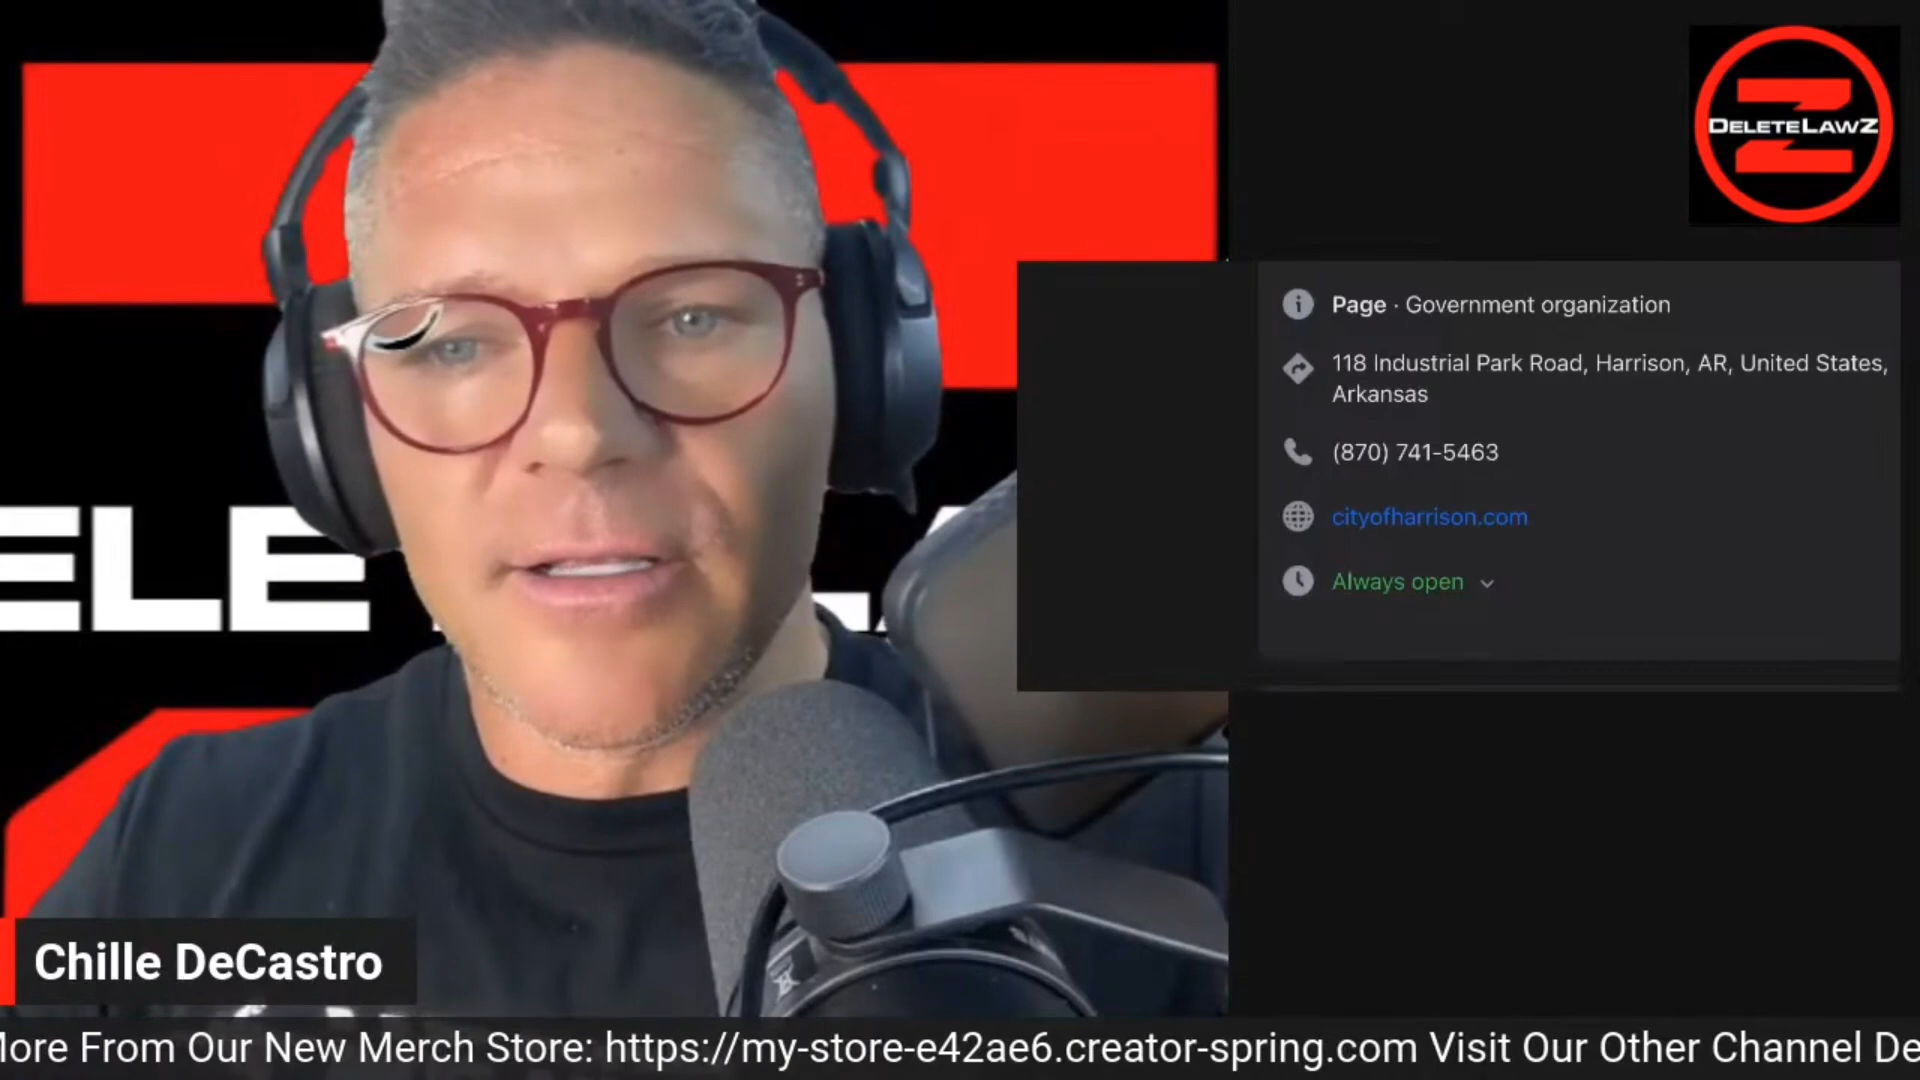 DELETELAWZ
Page · Government organization
118 Industrial Park Road, Harrison, AR, United States,
Arkansas
(870) 741-5463
cityofharrison.com
Always open
ELE
Chille DeCastro
More From Our New Merch Store: https://my-store-e42ae6.creator-spring.com Visit Our Other Channel De